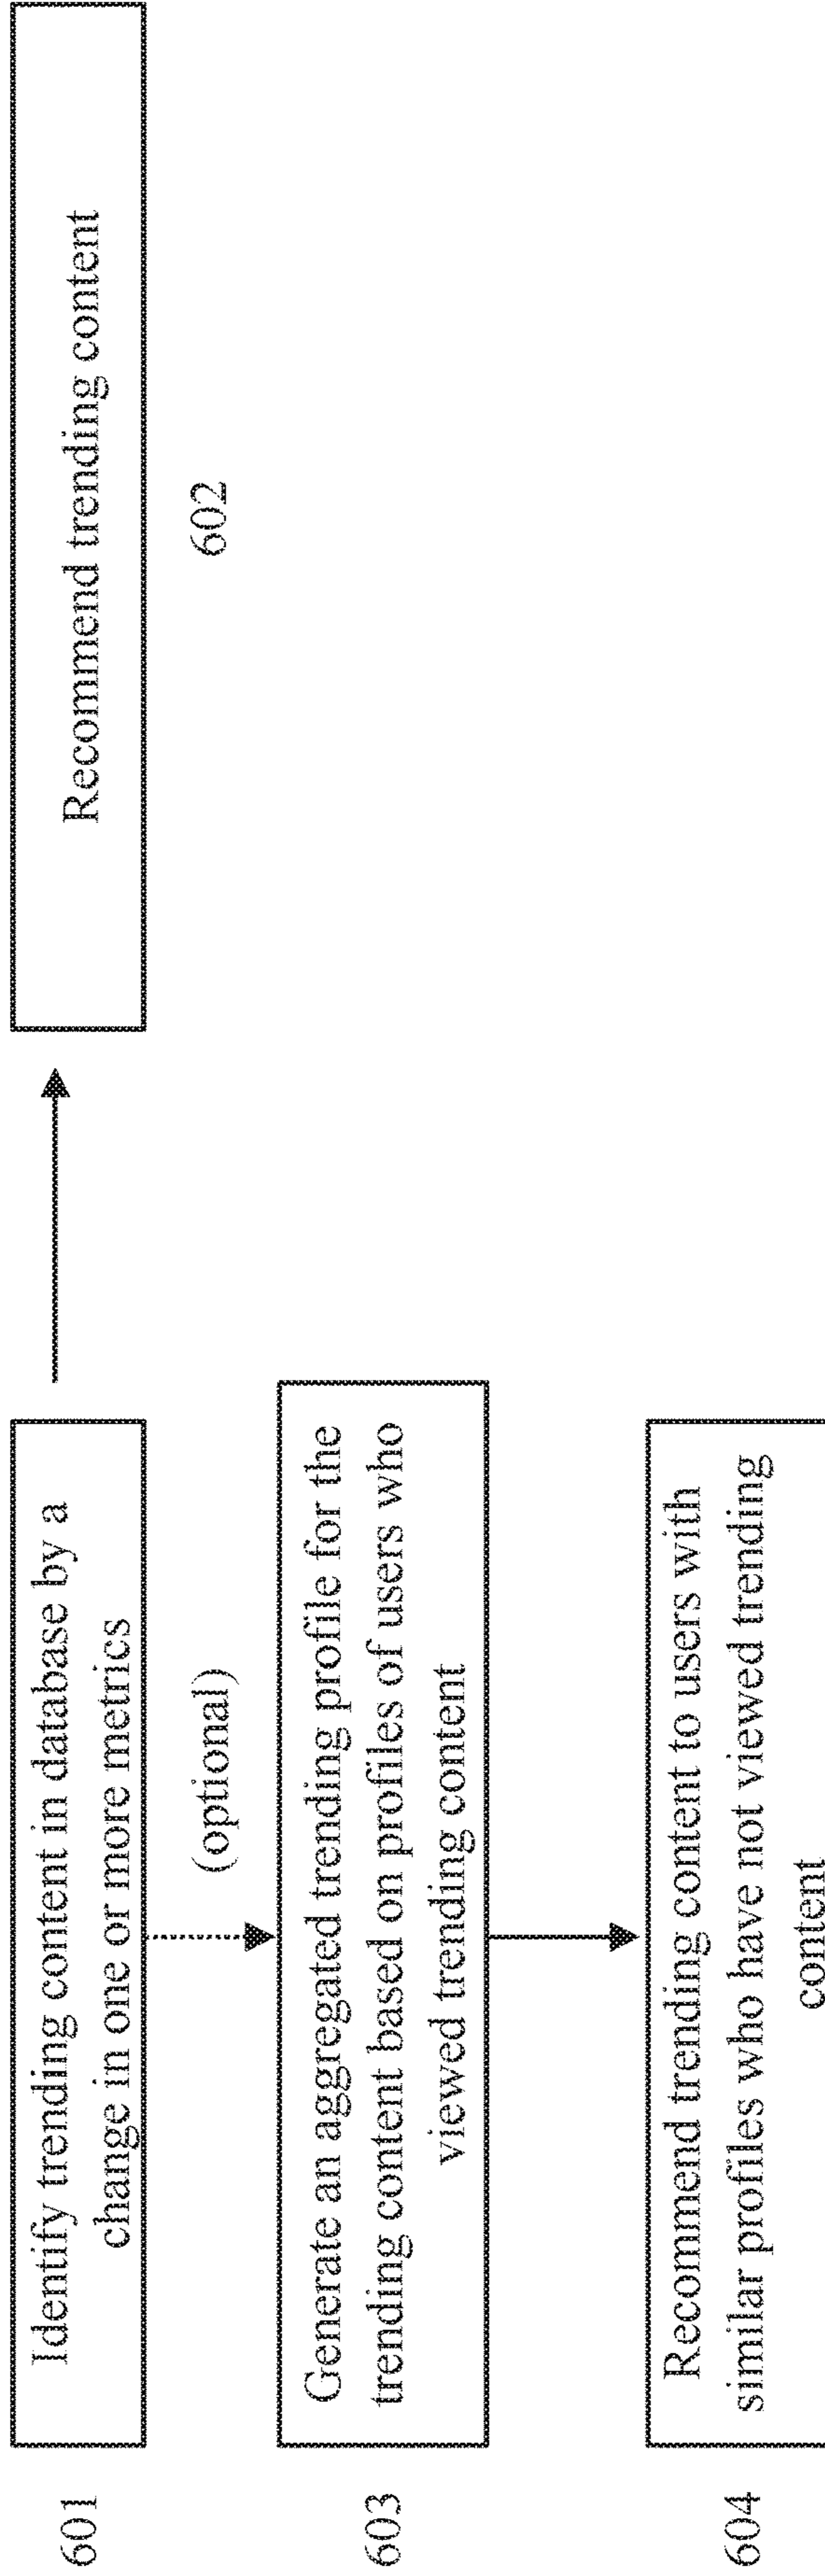 601
Identify trending content in database by a
change in one or more metrics
Recommend trending content
602
(optional)
603
Generate an aggregated trending profile for the
trending content based on profiles of users who
viewed trending content
604
Recommend trending content to users with
similar profiles who have not viewed trending
content